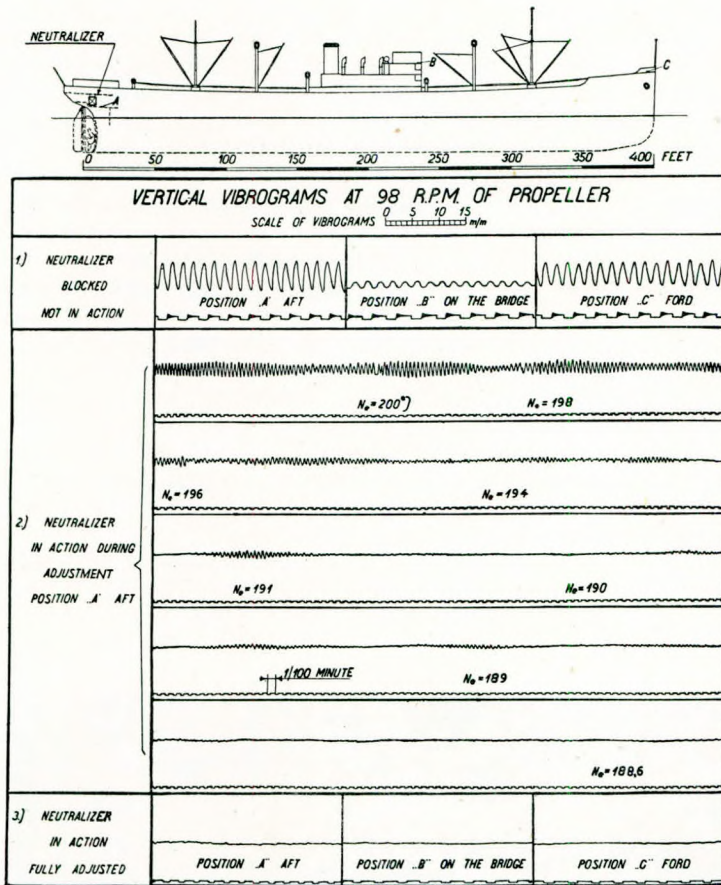 NEUTRALIZER
A
B
C
0 50 100 150 200 250 300 350 400 FEET
VERTICAL VIBROGRAMS AT 98 R.P.M. OF PROPELLER
SCALE OF VIBROGRAMS 0 5 10 15 m/m
1.) NEUTRALIZER
BLOCKED
NOT IN ACTION
POSITION „A" AFT
POSITION „B" ON THE BRIDGE
POSITION „C" FORD
2.) NEUTRALIZER
IN ACTION DURING
ADJUSTMENT
POSITION „A" AFT
Ne=200*)
Ne=198
Ne=196
Ne=194
Ne=191
Ne=190
1/100 MINUTE
Ne=189
Ne=188,6
3.) NEUTRALIZER
IN ACTION
FULLY ADJUSTED
POSITION „A" AFT
POSITION „B" ON THE BRIDGE
POSITION „C" FORD